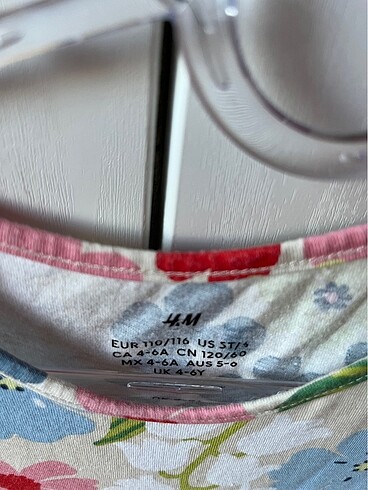 H&M
EUR 110/116 US 5T/6
CA 4-6A CN 120/60
MX 4-6A AUS 5-6
UK 4-6Y